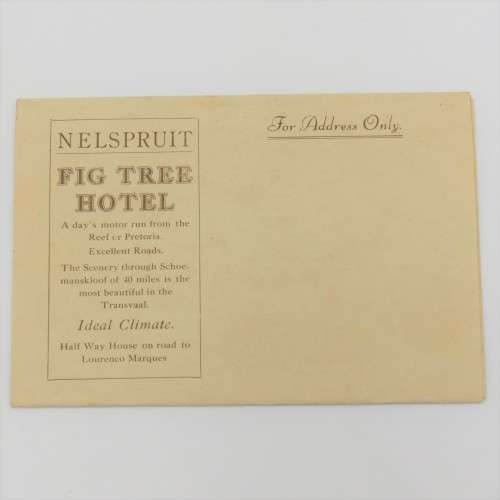 NELSPRUIT
FIG TREE
HOTEL
A day's motor run from the
Reef or Pretoria.
Excellent Roads.
The Scenery through Schoe-
manskloof of 40 miles is the
most beautiful in the
Transvaal.
Ideal Climate.
Half Way House on road to
Lourenco Marques
For Address Only.